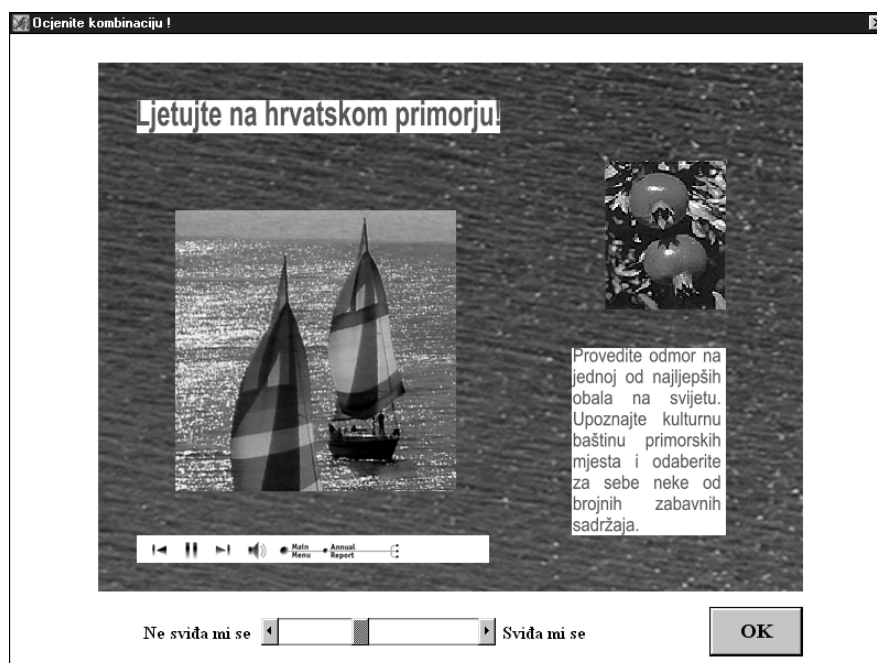 Ocjenite kombinaciju !
Ljetujte na hrvatskom primorju!
Provedite odmor na
jednoj od najljepših
obala na svijetu.
Upoznajte kulturnu
baštinu primorskih
mjesta i odaberite
za sebe neke od
brojnih zabavnih
sadržaja.
Main Menu Annual Report
Ne sviđa mi se Sviđa mi se OK